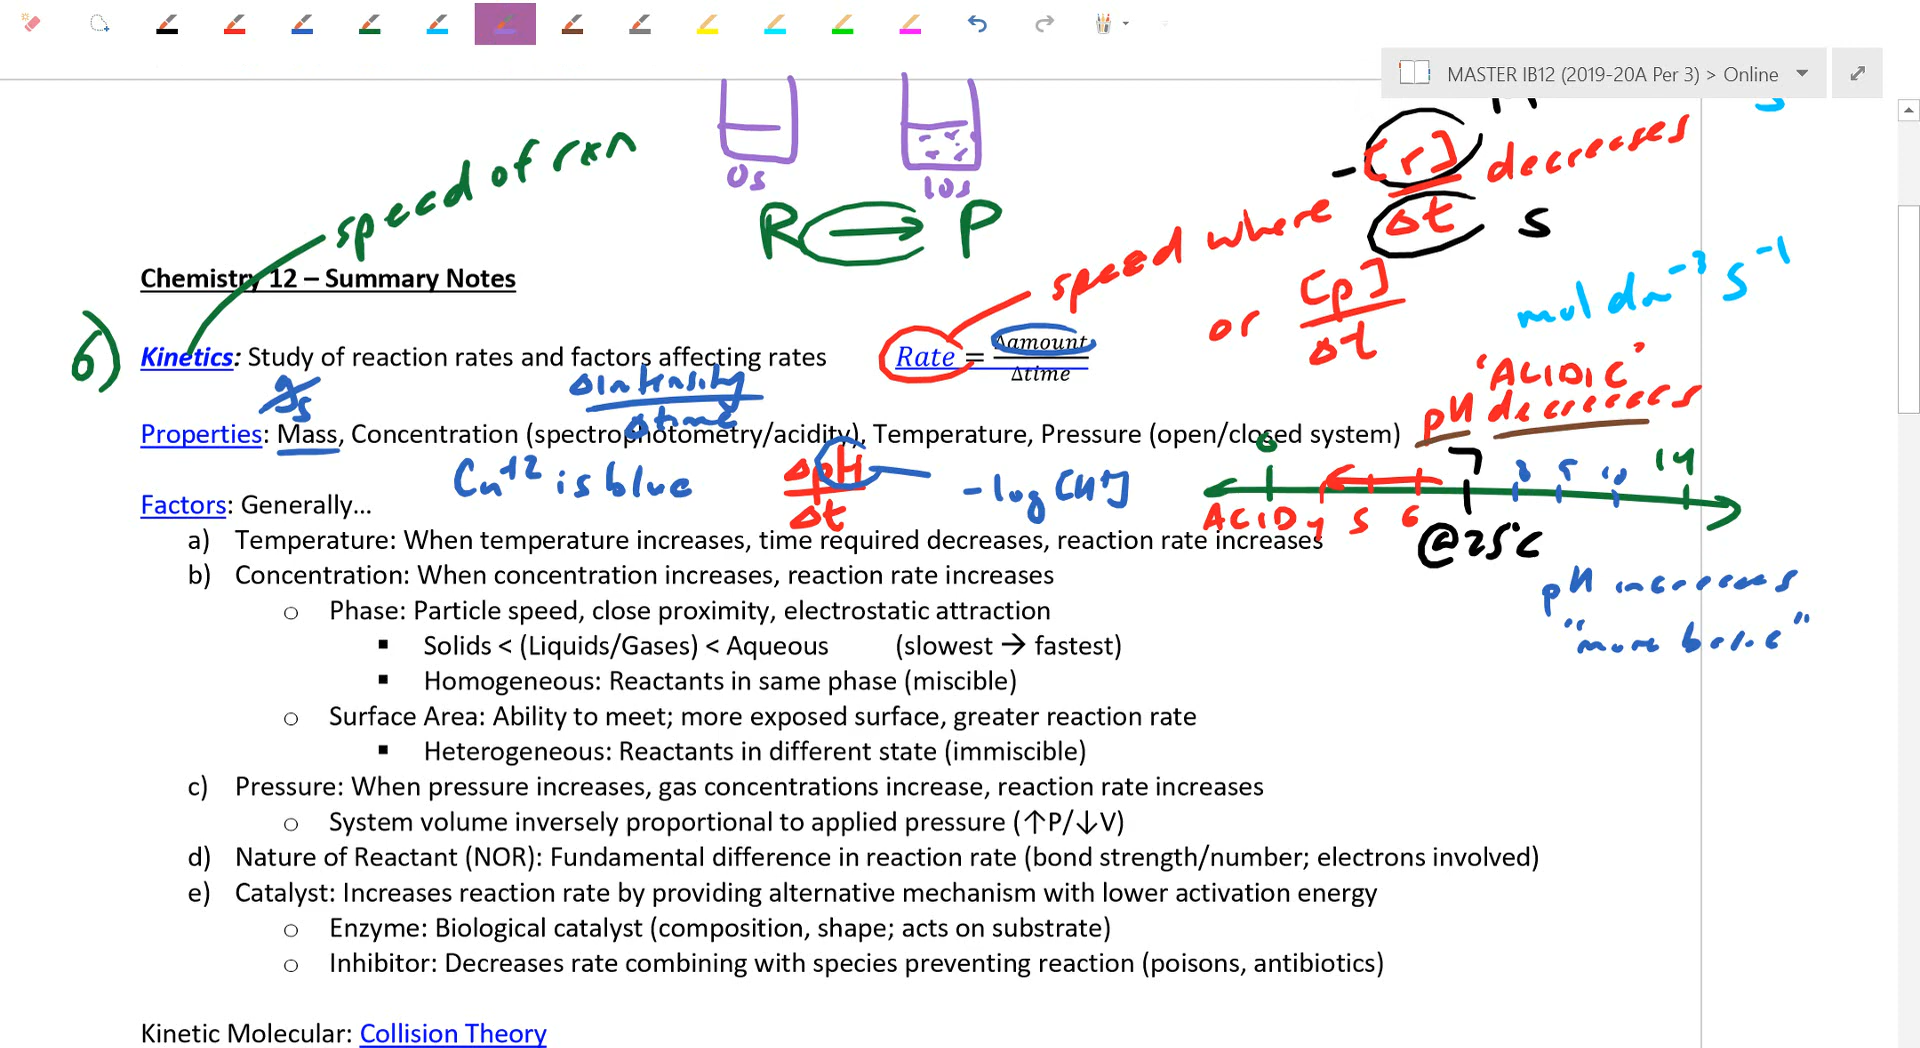 MASTER IB12 (2019-20A Per 3) > Online
0s
10s
speed of rxn
R → P
-[r] decreases
Δt s
speed where
or [p]
Δt
mol dm⁻³ s⁻¹
Chemistry 12 – Summary Notes
6)
Kinetics: Study of reaction rates and factors affecting rates
Rate = Δamount
Δtime
g
s
Δintensity
Δtime
'ACIDIC'
pH decreases
Properties: Mass, Concentration (spectrophotometry/acidity), Temperature, Pressure (open/closed system)
Cu⁺² is blue
ΔpH
Δt
-log [H⁺]
0 7 8 9 10 14
ACID 4 5 6
@25°C
Factors: Generally...
a) Temperature: When temperature increases, time required decreases, reaction rate increases
b) Concentration: When concentration increases, reaction rate increases
pH increases
"more basic"
o Phase: Particle speed, close proximity, electrostatic attraction
▪ Solids < (Liquids/Gases) < Aqueous (slowest → fastest)
▪ Homogeneous: Reactants in same phase (miscible)
o Surface Area: Ability to meet; more exposed surface, greater reaction rate
▪ Heterogeneous: Reactants in different state (immiscible)
c) Pressure: When pressure increases, gas concentrations increase, reaction rate increases
o System volume inversely proportional to applied pressure (↑P/↓V)
d) Nature of Reactant (NOR): Fundamental difference in reaction rate (bond strength/number; electrons involved)
e) Catalyst: Increases reaction rate by providing alternative mechanism with lower activation energy
o Enzyme: Biological catalyst (composition, shape; acts on substrate)
o Inhibitor: Decreases rate combining with species preventing reaction (poisons, antibiotics)
Kinetic Molecular: Collision Theory